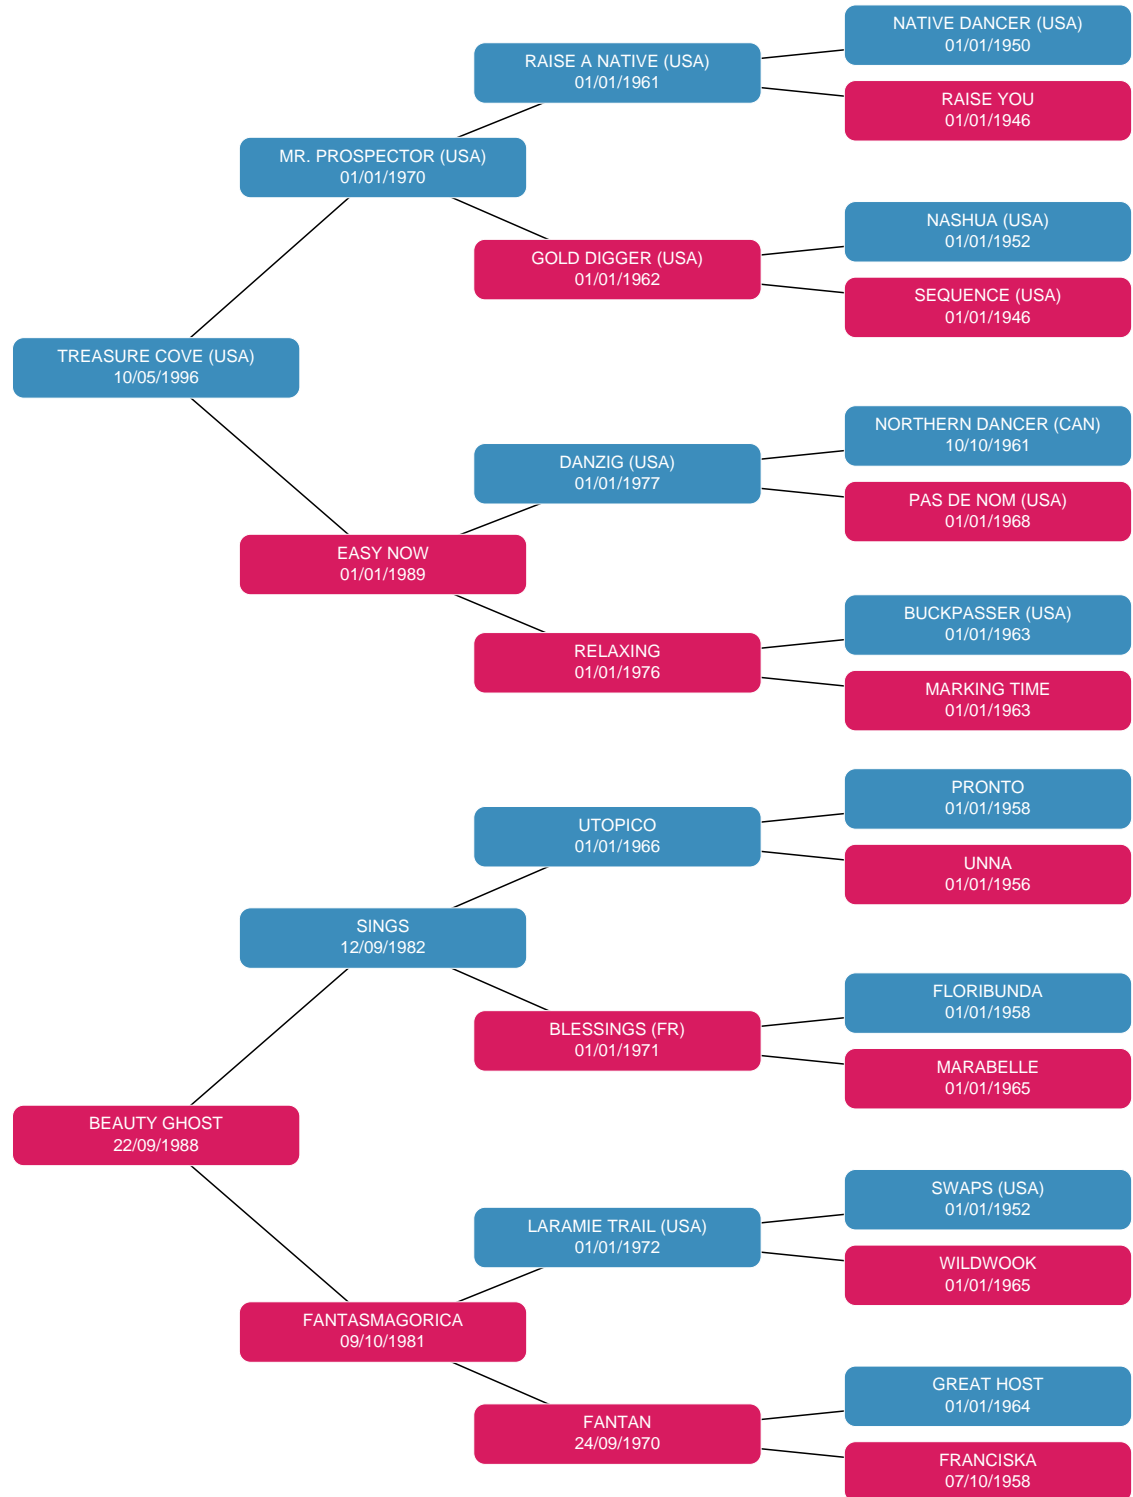 NATIVE DANCER (USA)
01/01/1950
RAISE A NATIVE (USA)
01/01/1961
RAISE YOU
01/01/1946
MR. PROSPECTOR (USA)
01/01/1970
NASHUA (USA)
01/01/1952
GOLD DIGGER (USA)
01/01/1962
SEQUENCE (USA)
01/01/1946
TREASURE COVE (USA)
10/05/1996
NORTHERN DANCER (CAN)
10/10/1961
DANZIG (USA)
01/01/1977
PAS DE NOM (USA)
01/01/1968
EASY NOW
01/01/1989
BUCKPASSER (USA)
01/01/1963
RELAXING
01/01/1976
MARKING TIME
01/01/1963
PRONTO
01/01/1958
UTOPICO
01/01/1966
UNNA
01/01/1956
SINGS
12/09/1982
FLORIBUNDA
01/01/1958
BLESSINGS (FR)
01/01/1971
MARABELLE
01/01/1965
BEAUTY GHOST
22/09/1988
SWAPS (USA)
01/01/1952
LARAMIE TRAIL (USA)
01/01/1972
WILDWOOK
01/01/1965
FANTASMAGORICA
09/10/1981
GREAT HOST
01/01/1964
FANTAN
24/09/1970
FRANCISKA
07/10/1958